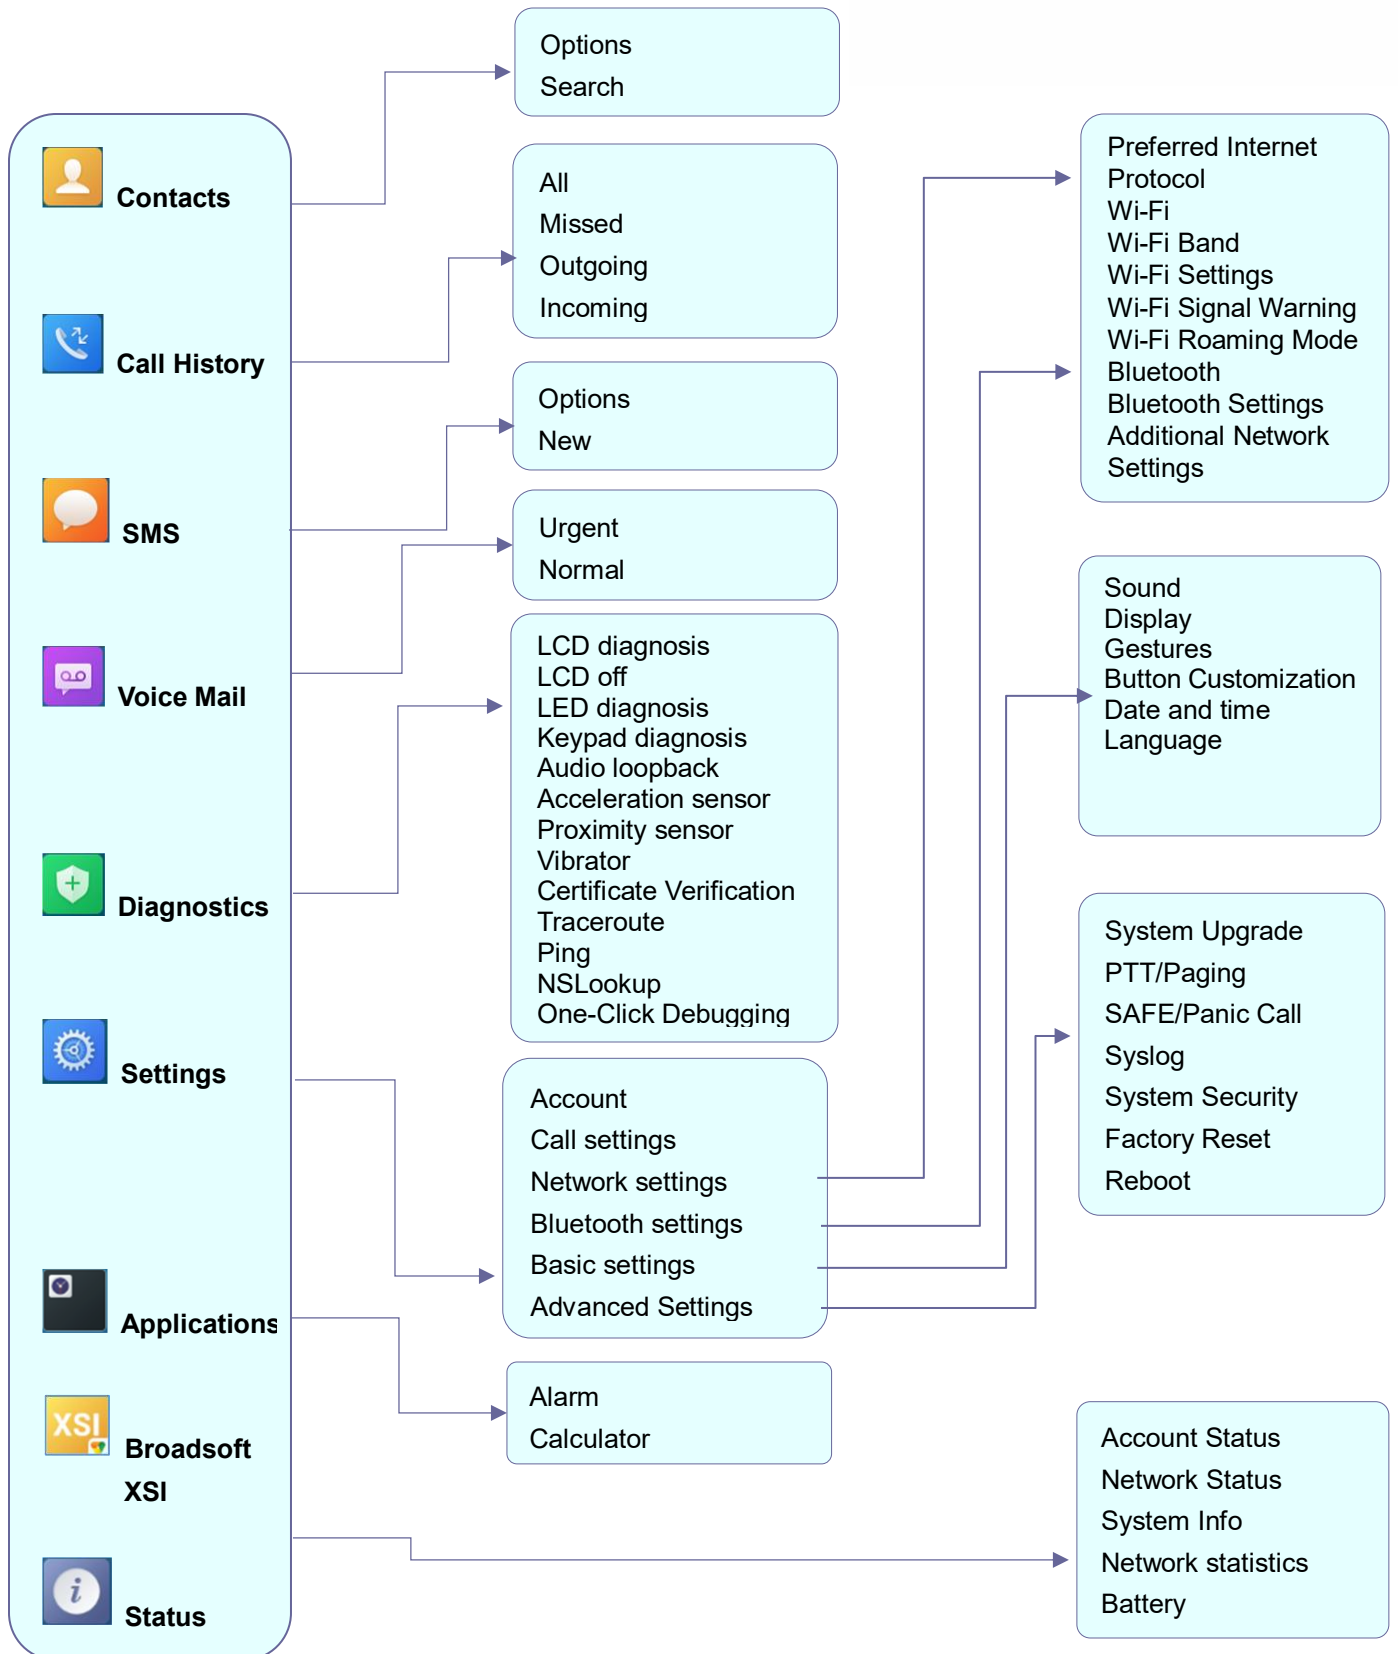 Contacts
Call History
SMS
Voice Mail
Diagnostics
Settings
Applications
XSI
Broadsoft
XSI
Status
Options
Search
All
Missed
Outgoing
Incoming
Options
New
Urgent
Normal
LCD diagnosis
LCD off
LED diagnosis
Keypad diagnosis
Audio loopback
Acceleration sensor
Proximity sensor
Vibrator
Certificate Verification
Traceroute
Ping
NSLookup
One-Click Debugging
Account
Call settings
Network settings
Bluetooth settings
Basic settings
Advanced Settings
Alarm
Calculator
Preferred Internet
Protocol
Wi-Fi
Wi-Fi Band
Wi-Fi Settings
Wi-Fi Signal Warning
Wi-Fi Roaming Mode
Bluetooth
Bluetooth Settings
Additional Network
Settings
Sound
Display
Gestures
Button Customization
Date and time
Language
System Upgrade
PTT/Paging
SAFE/Panic Call
Syslog
System Security
Factory Reset
Reboot
Account Status
Network Status
System Info
Network statistics
Battery